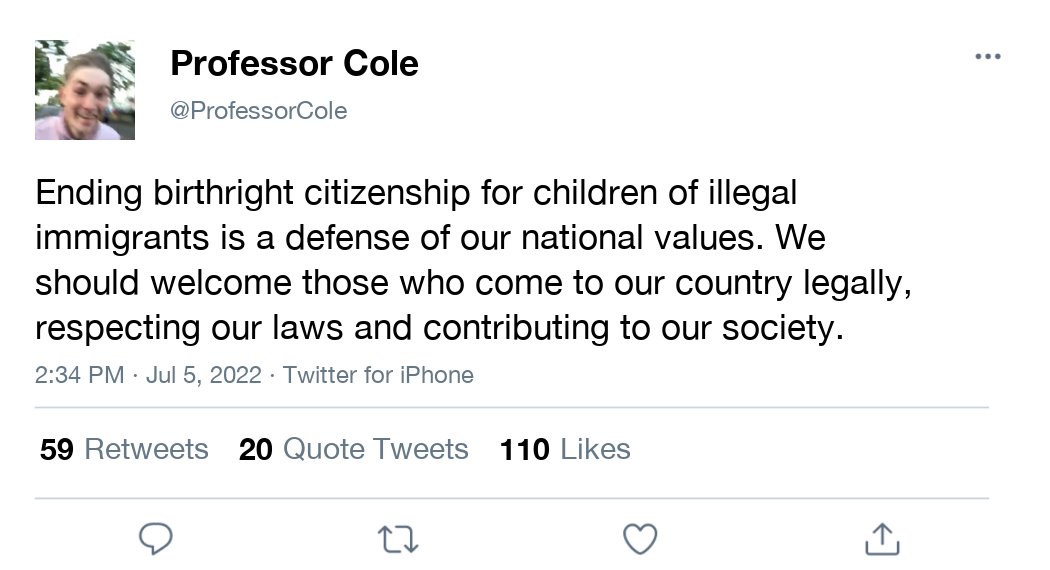 Professor Cole
@ProfessorCole
Ending birthright citizenship for children of illegal
immigrants is a defense of our national values. We
should welcome those who come to our country legally,
respecting our laws and contributing to our society.
2:34 PM · Jul 5, 2022 · Twitter for iPhone
59 Retweets 20 Quote Tweets 110 Likes